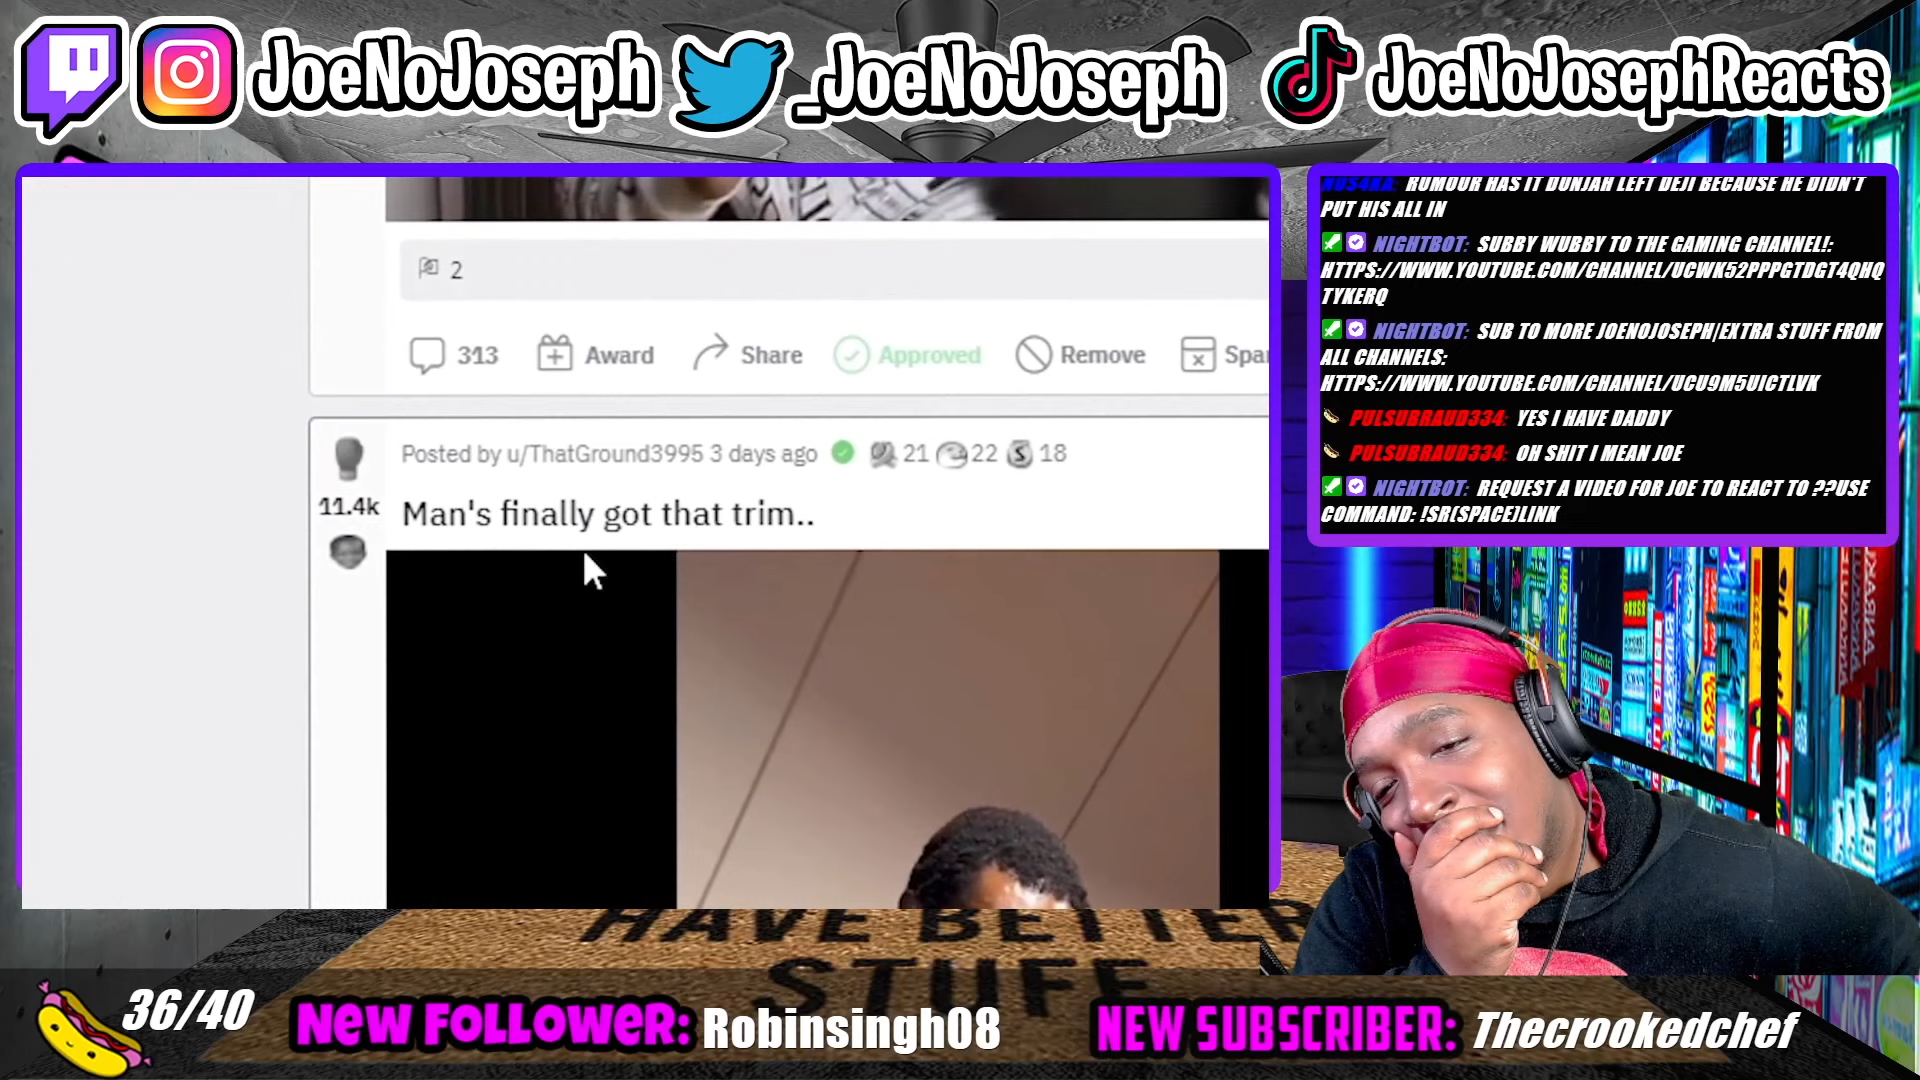 JoeNoJoseph
_JoeNoJoseph
JoeNoJosephReacts
2
313 Award Share Approved Remove Spa
Posted by u/ThatGround3995 3 days ago 21 22 18
11.4k
Man's finally got that trim..
RUMOUR HAS IT DUNJAH LEFT DEJI BECAUSE HE DIDN'T
PUT HIS ALL IN
NIGHTBOT: SUBBY WUBBY TO THE GAMING CHANNEL!:
HTTPS://WWW.YOUTUBE.COM/CHANNEL/UCWK52PPPGTDGT4QHQ
TYKERQ
NIGHTBOT: SUB TO MORE JOENOJOSEPH|EXTRA STUFF FROM
ALL CHANNELS:
HTTPS://WWW.YOUTUBE.COM/CHANNEL/UCU9M5UICTLVK
PULSUBRAUD334: YES I HAVE DADDY
PULSUBRAUD334: OH SHIT I MEAN JOE
NIGHTBOT: REQUEST A VIDEO FOR JOE TO REACT TO ??USE
COMMAND: !SR(SPACE)LINK
HAVE BETTER
STUFF
36/40
NEW FOLLOWER: Robinsingh08
NEW SUBSCRIBER: Thecrookedchef